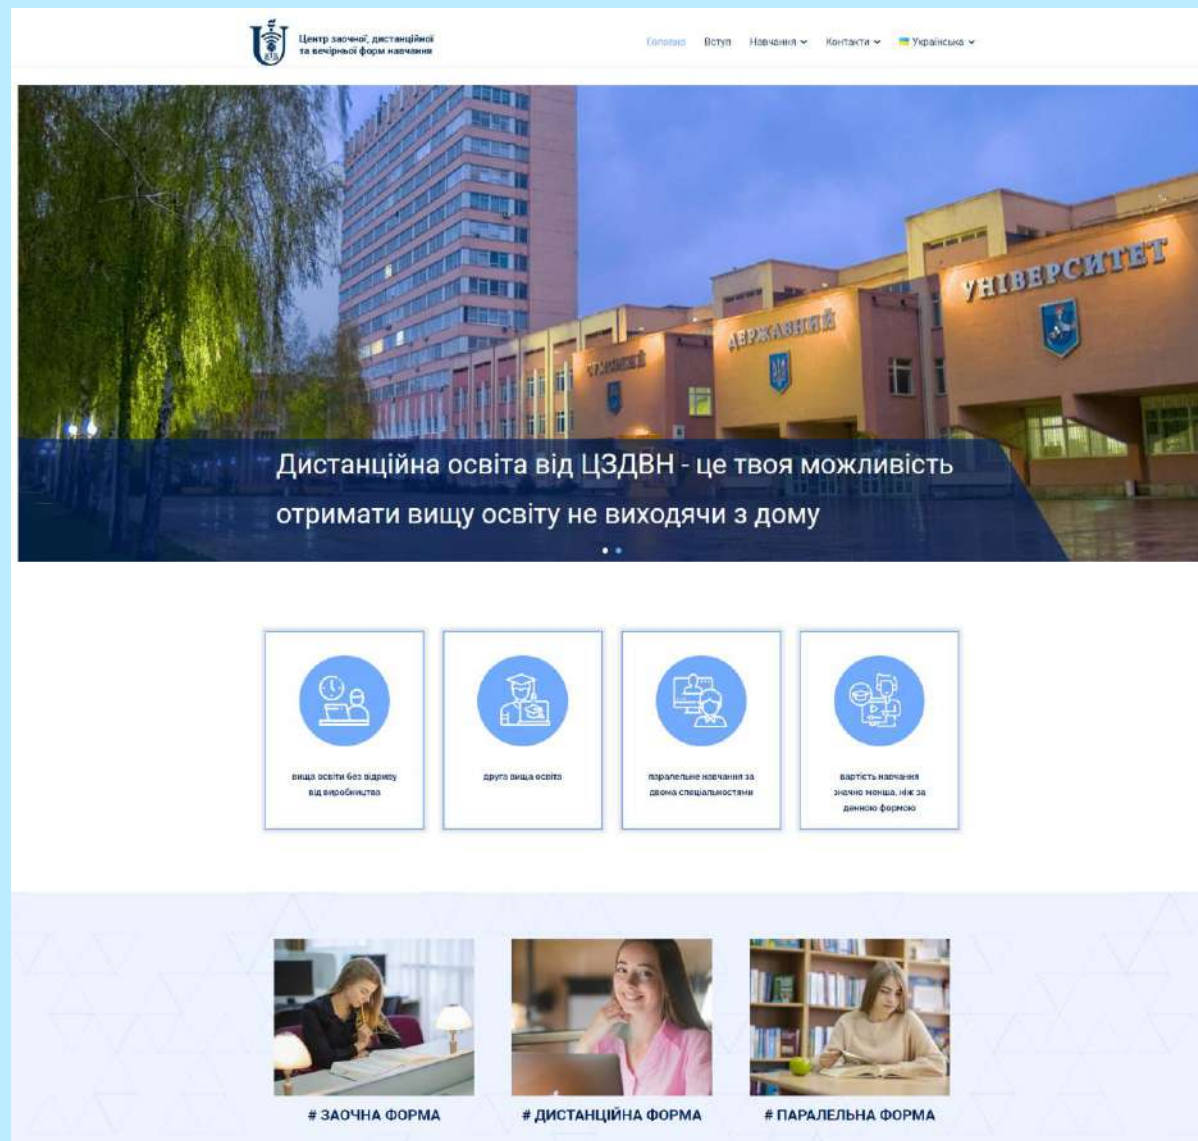 Центр заочної, дистанційної
та вечірньої форм навчання
Головна Вступ Навчання Контакти Українська
СУМСЬКИЙ
ДЕРЖАВНИЙ
УНІВЕРСИТЕТ
Дистанційна освіта від ЦЗДВН - це твоя можливість
отримати вищу освіту не виходячи з дому
вища освіти без відриву
від виробництва
друга вища освіта
паралельне навчання за
двома спеціальностями
вартість навчання
значно менша, ніж за
денною формою
# ЗАОЧНА ФОРМА
# ДИСТАНЦІЙНА ФОРМА
# ПАРАЛЕЛЬНА ФОРМА